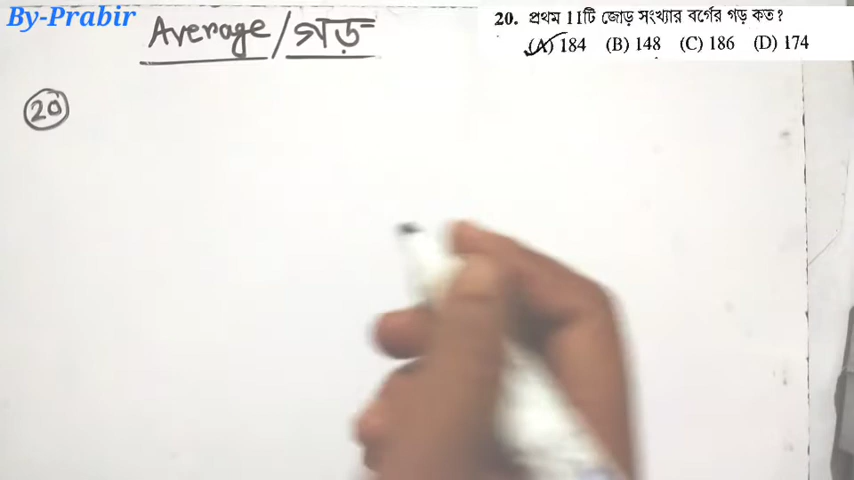 By-Prabir
Average/গড়
20. প্রথম 11টি জোড় সংখ্যার বর্গের গড় কত?
(A) 184 (B) 148 (C) 186 (D) 174
20